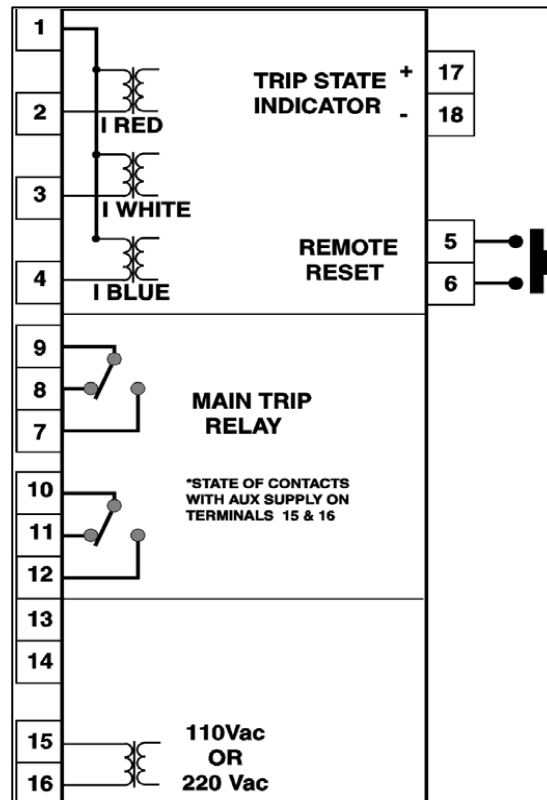 1
2
3
4
I RED
I WHITE
I BLUE
TRIP STATE + 17
INDICATOR - 18
REMOTE 5
RESET 6
9
8
7
MAIN TRIP
RELAY
10
11
12
*STATE OF CONTACTS
WITH AUX SUPPLY ON
TERMINALS 15 & 16
13
14
15
16
110Vac
OR
220 Vac